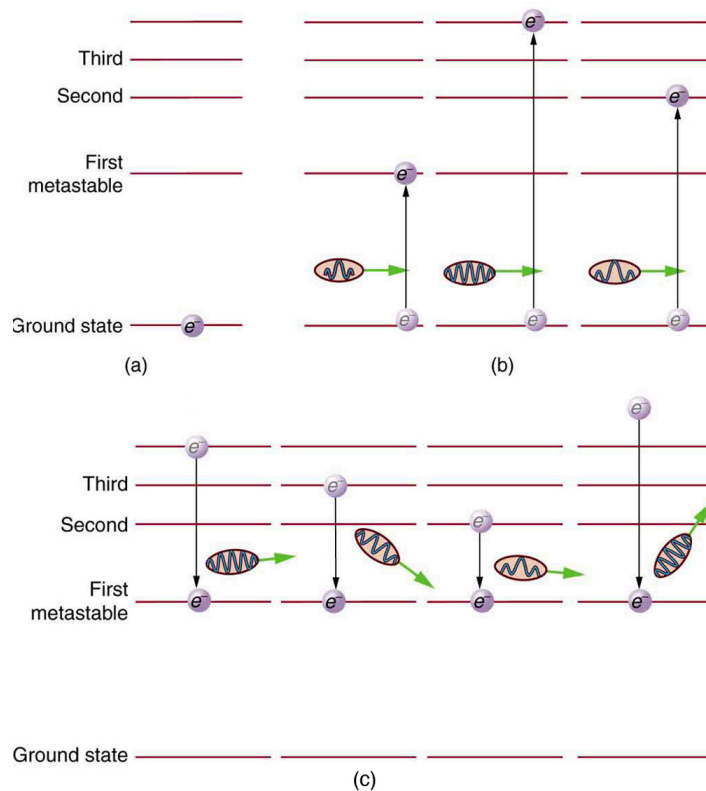 Third
Second
e⁻
First
metastable
e⁻
e⁻
Ground state
e⁻
e⁻
e⁻
e⁻
(a)
(b)
e⁻
e⁻
Third
e⁻
Second
e⁻
First
metastable
e⁻
e⁻
e⁻
e⁻
Ground state
(c)